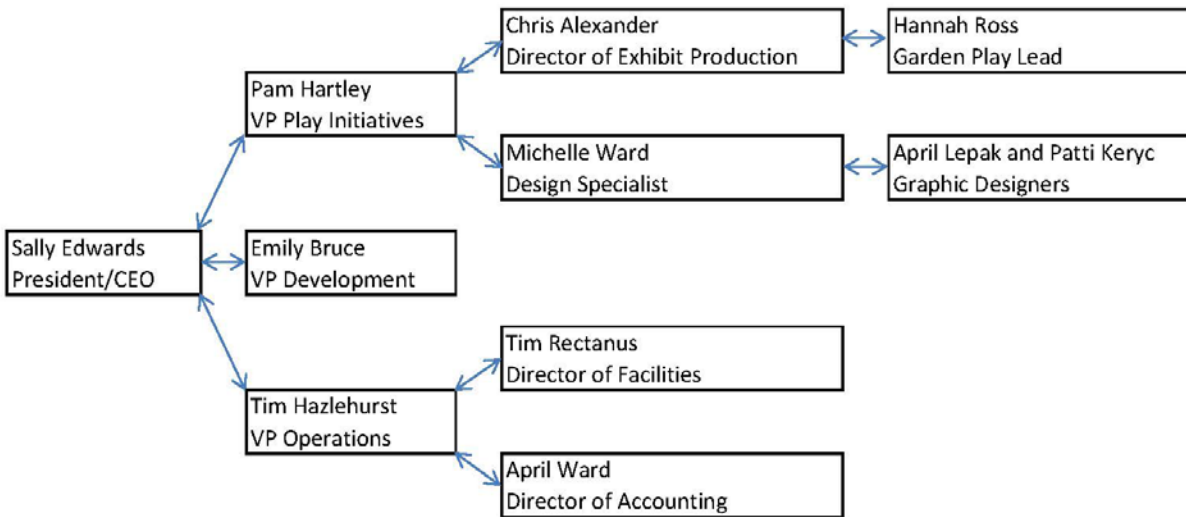 Chris Alexander
Director of Exhibit Production
Hannah Ross
Garden Play Lead
Pam Hartley
VP Play Initiatives
Michelle Ward
Design Specialist
April Lepak and Patti Keryc
Graphic Designers
Sally Edwards
President/CEO
Emily Bruce
VP Development
Tim Rectanus
Director of Facilities
Tim Hazlehurst
VP Operations
April Ward
Director of Accounting